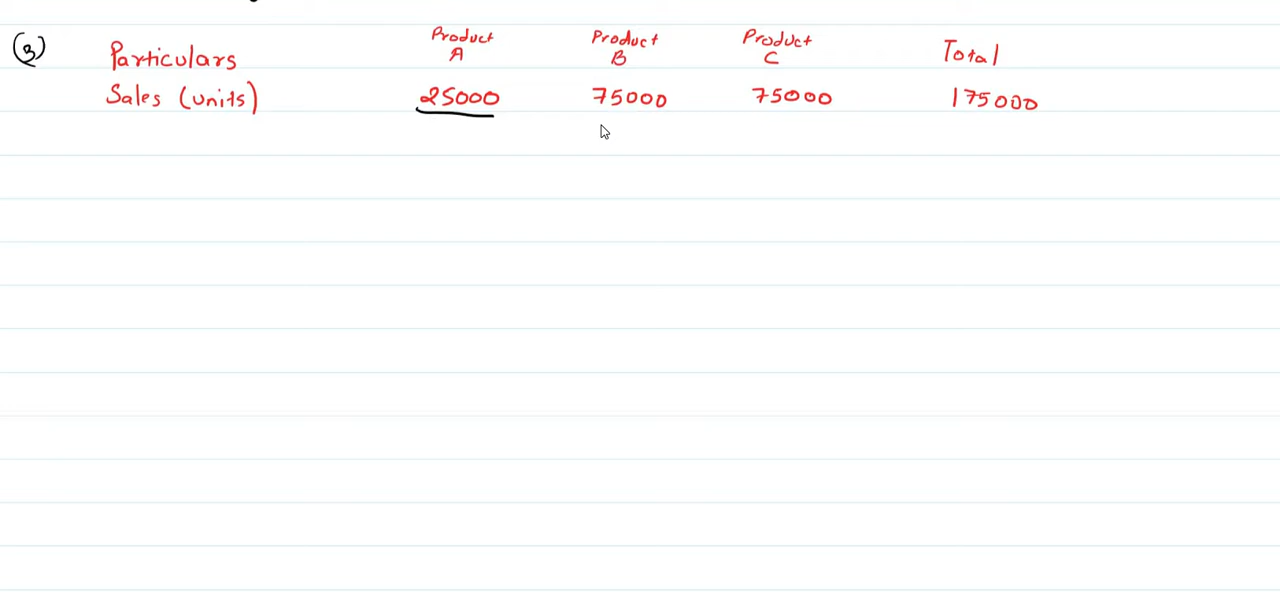 (3) Particulars Product A Product B Product C Total
Sales (units) 25000 75000 75000 175000